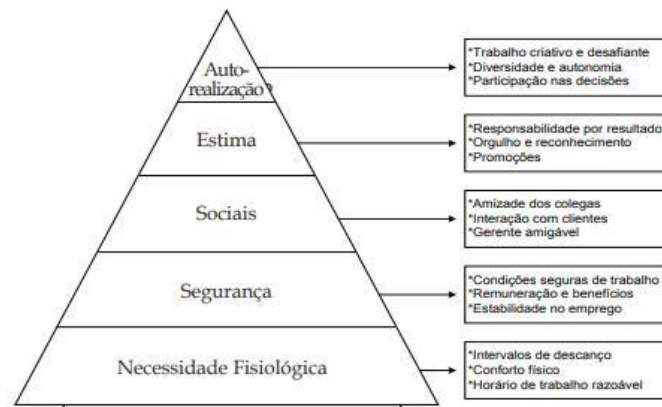 Auto-
realização
*Trabalho criativo e desafiante
*Diversidade e autonomia
*Participação nas decisões
Estima
*Responsabilidade por resultado
*Orgulho e reconhecimento
*Promoções
Sociais
*Amizade dos colegas
*Interação com clientes
*Gerente amigável
Segurança
*Condições seguras de trabalho
*Remuneração e benefícios
*Estabilidade no emprego
Necessidade Fisiológica
*Intervalos de descanço
*Conforto físico
*Horário de trabalho razoável